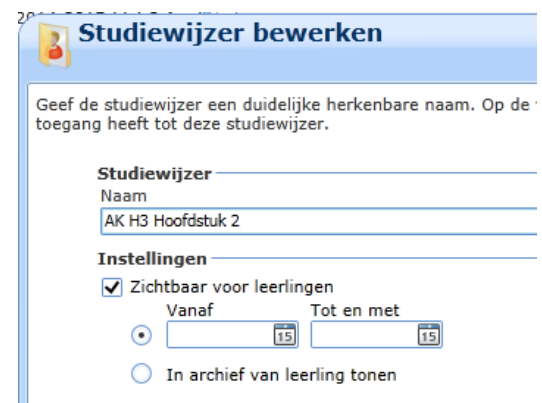 Studiewijzer bewerken
Geef de studiewijzer een duidelijke herkenbare naam. Op de
toegang heeft tot deze studiewijzer.
Studiewijzer
Naam
AK H3 Hoofdstuk 2
Instellingen
Zichtbaar voor leerlingen
Vanaf Tot en met
15 15
In archief van leerling tonen